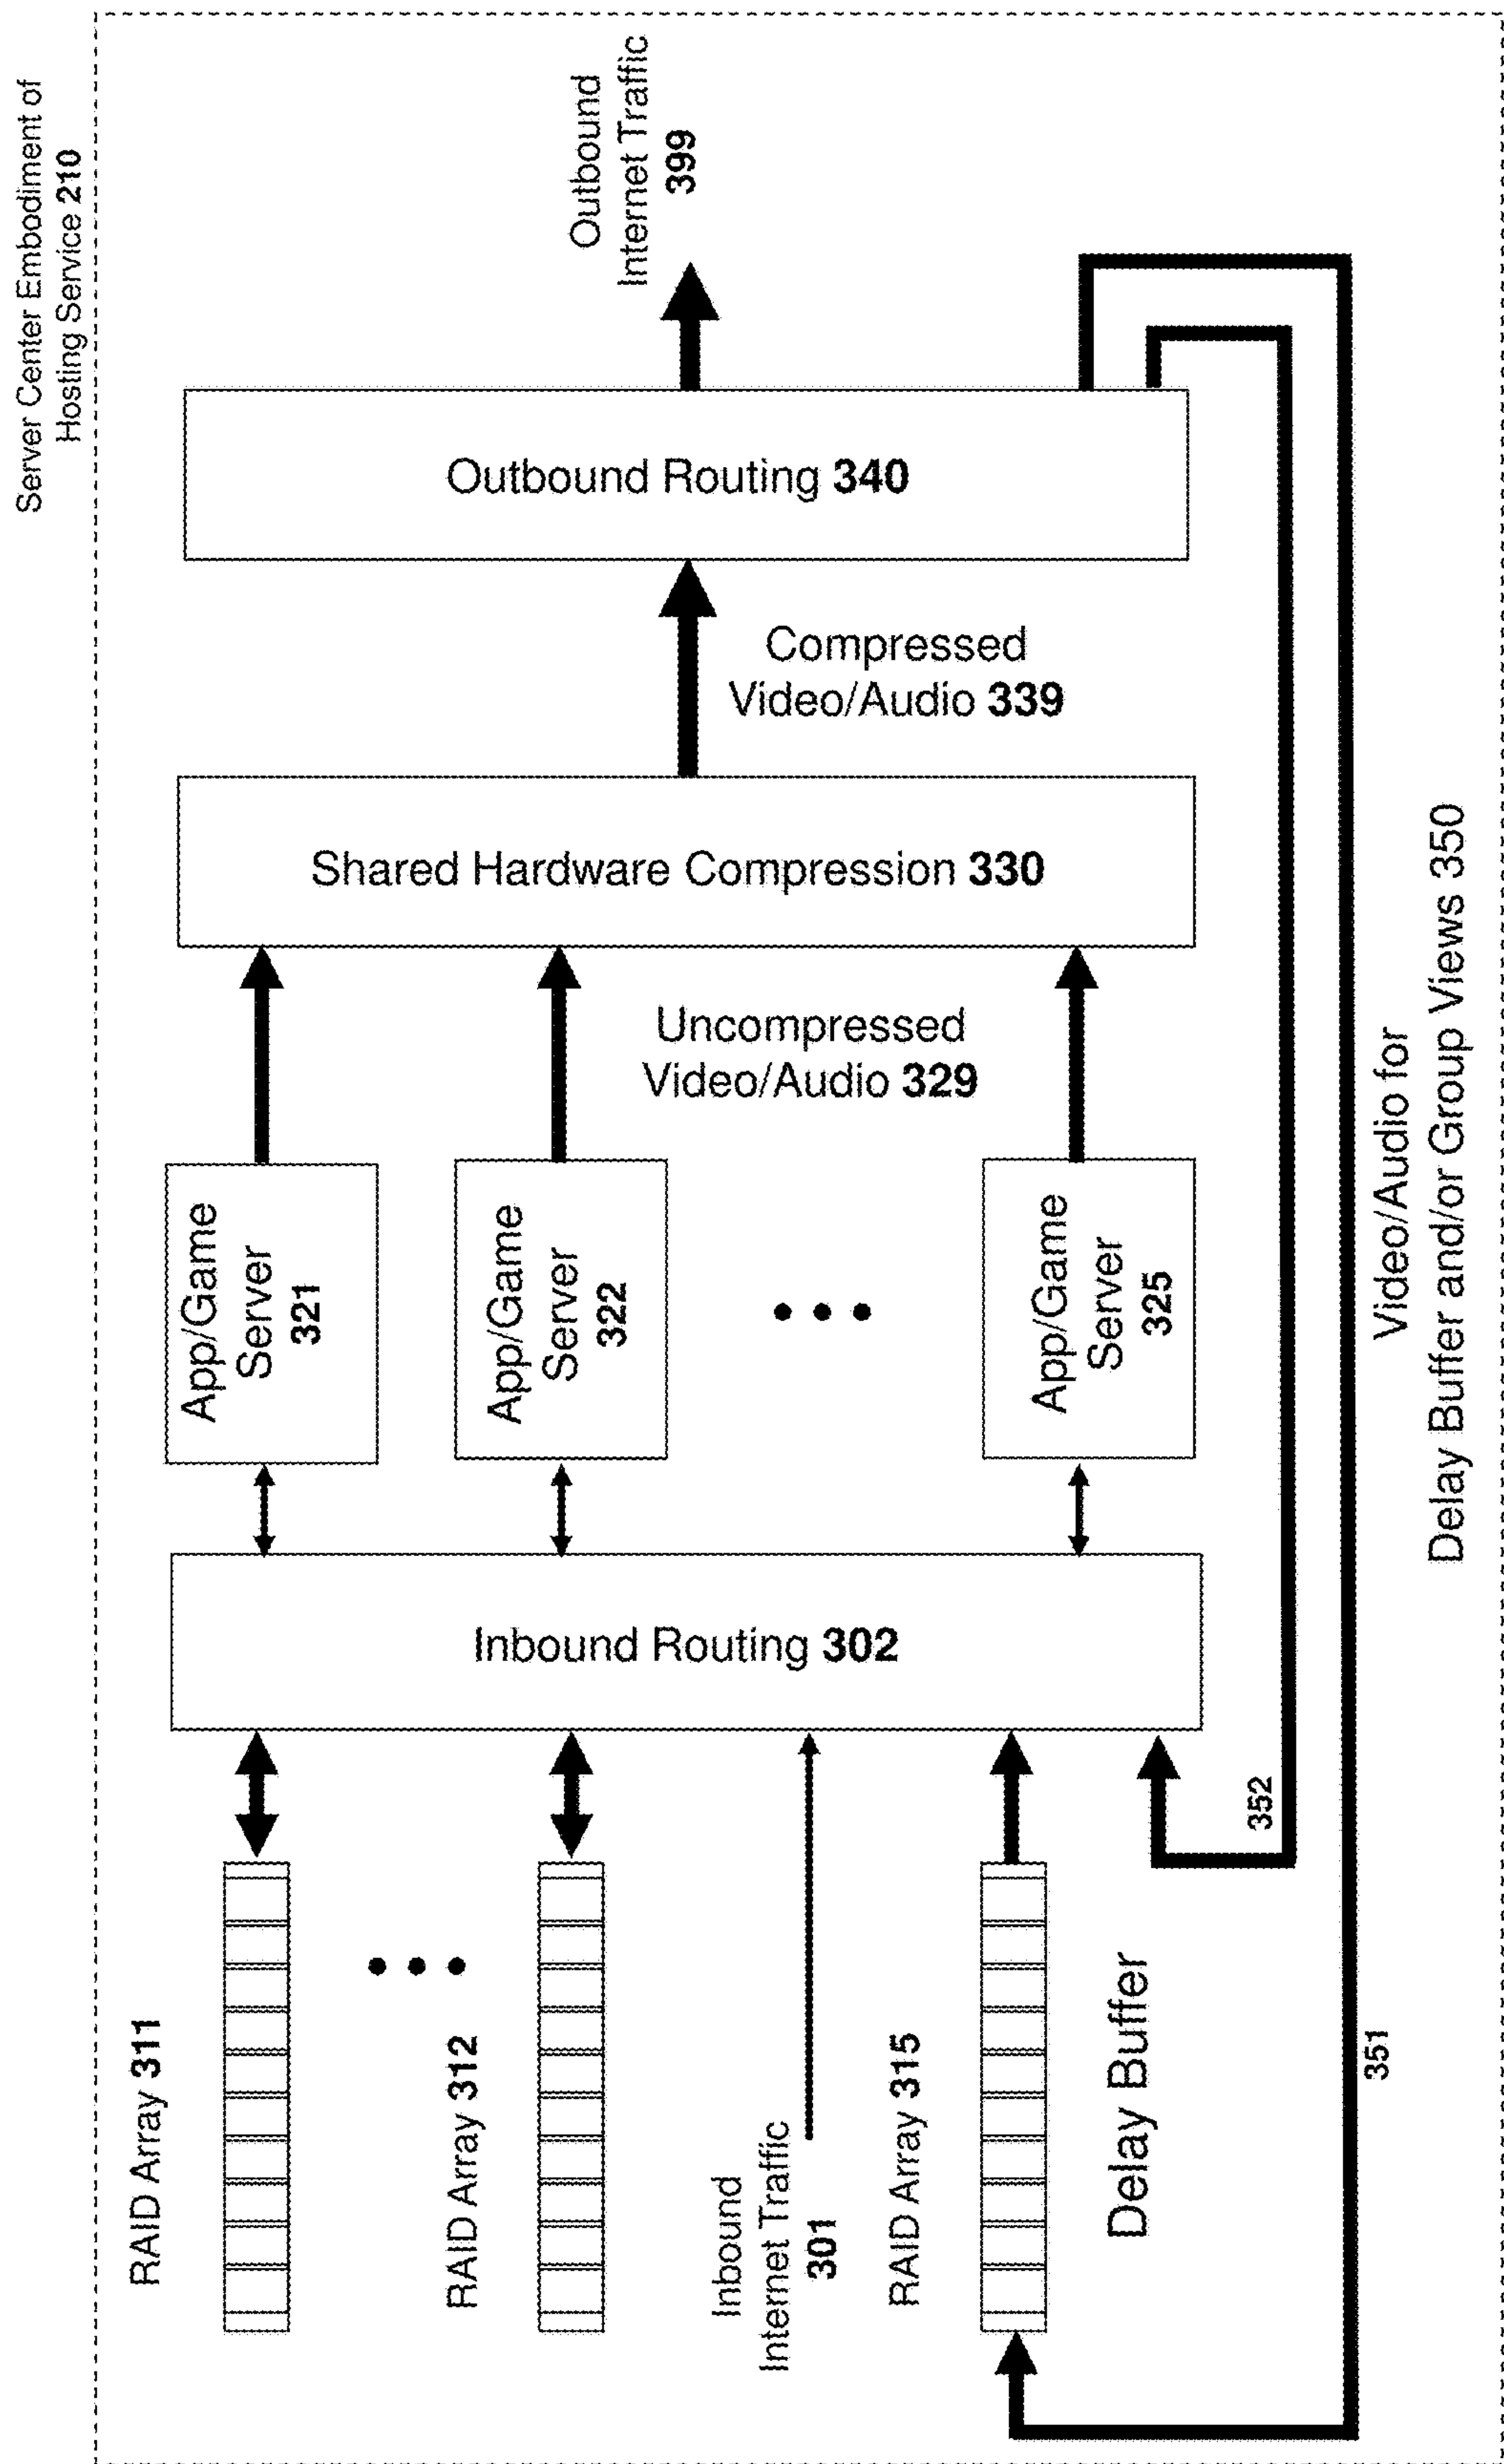 Server Center Embodiment of
Hosting Service 210
RAID Array 311
RAID Array 312
Inbound
Internet Traffic
301
RAID Array 315
Delay Buffer
Inbound Routing 302
App/Game
Server
321
App/Game
Server
322
App/Game
Server
325
Uncompressed
Video/Audio 329
Shared Hardware Compression 330
Compressed
Video/Audio 339
Outbound Routing 340
Outbound
Internet Traffic
399
352
351
Video/Audio for
Delay Buffer and/or Group Views 350